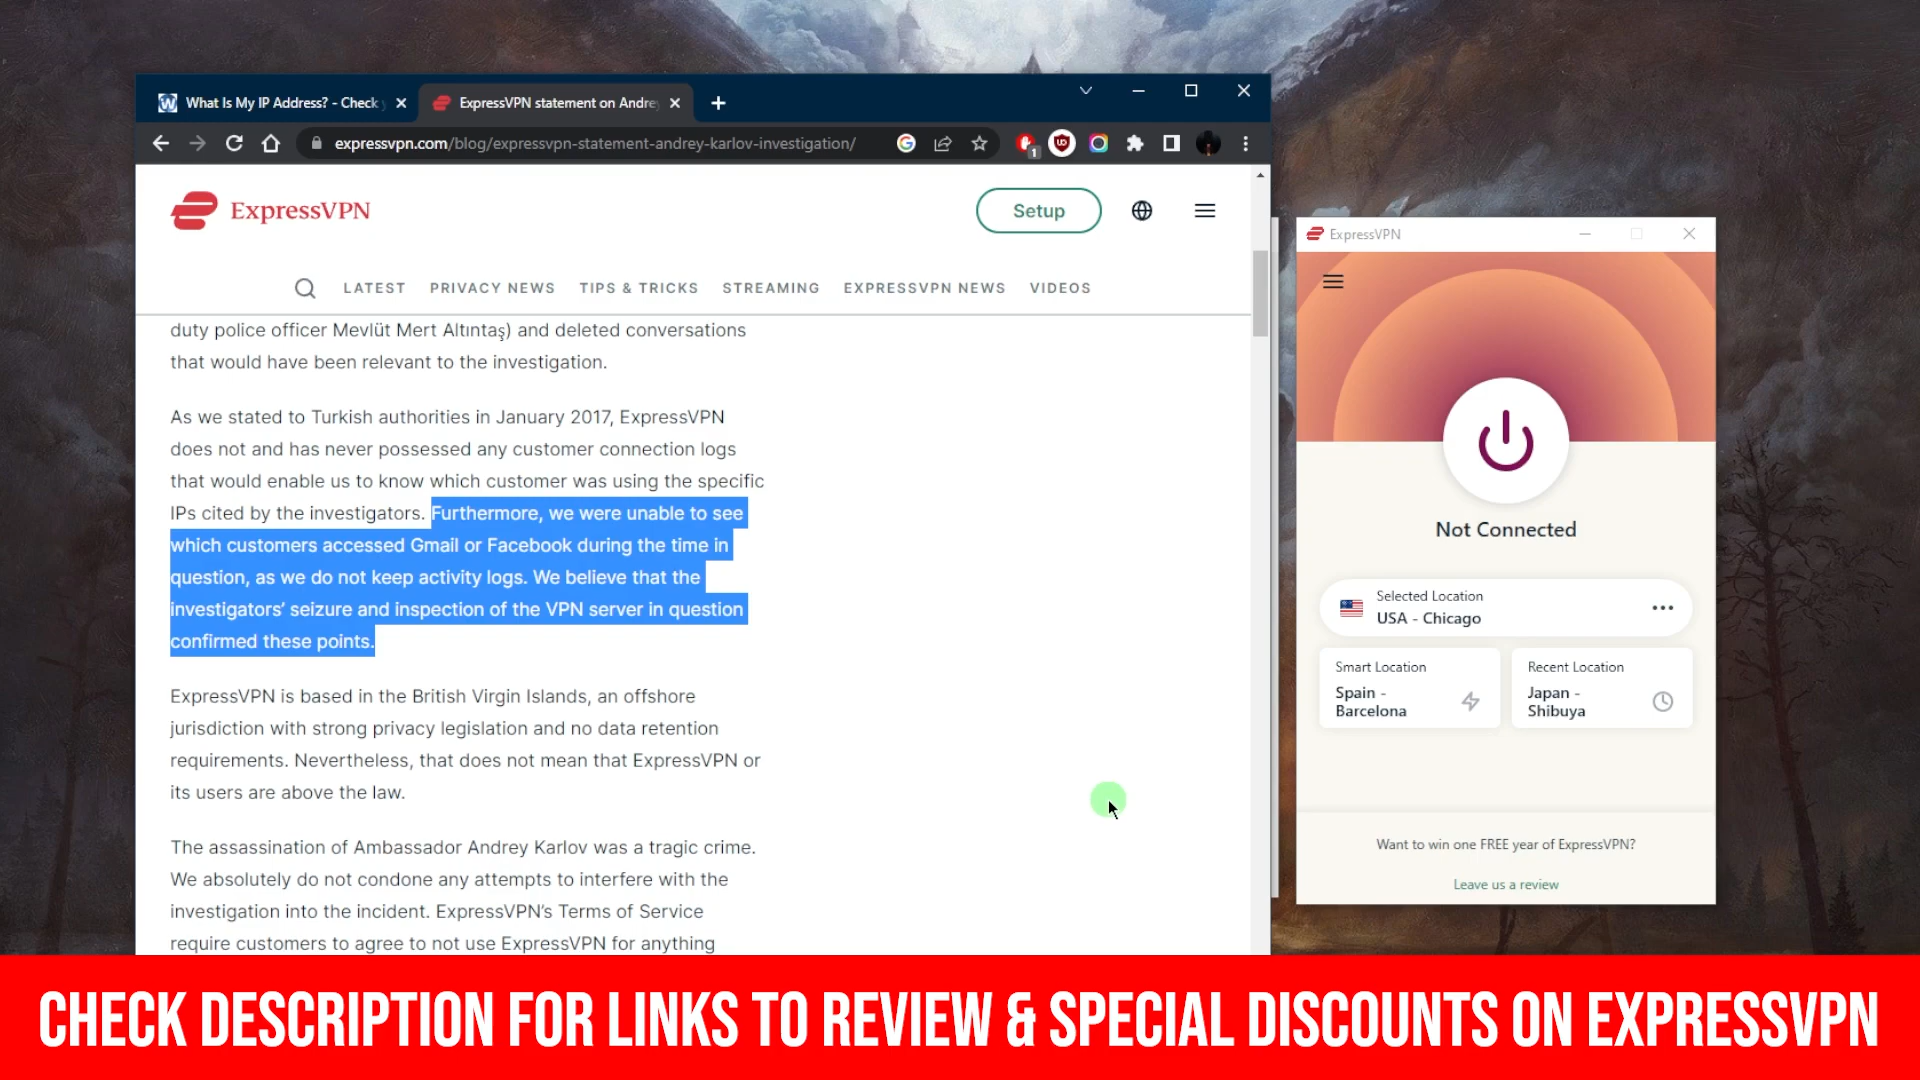 What Is My IP Address? - Check
ExpressVPN statement on Andre
expressvpn.com/blog/expressvpn-statement-andrey-karlov-investigation/
1
ExpressVPN
Setup
LATEST PRIVACY NEWS TIPS & TRICKS STREAMING EXPRESSVPN NEWS VIDEOS
duty police officer Mevlüt Mert Altıntaş) and deleted conversations
that would have been relevant to the investigation.
As we stated to Turkish authorities in January 2017, ExpressVPN
does not and has never possessed any customer connection logs
that would enable us to know which customer was using the specific
IPs cited by the investigators. Furthermore, we were unable to see
which customers accessed Gmail or Facebook during the time in
question, as we do not keep activity logs. We believe that the
investigators’ seizure and inspection of the VPN server in question
confirmed these points.
ExpressVPN is based in the British Virgin Islands, an offshore
jurisdiction with strong privacy legislation and no data retention
requirements. Nevertheless, that does not mean that ExpressVPN or
its users are above the law.
The assassination of Ambassador Andrey Karlov was a tragic crime.
We absolutely do not condone any attempts to interfere with the
investigation into the incident. ExpressVPN’s Terms of Service
require customers to agree to not use ExpressVPN for anything
ExpressVPN
Not Connected
Selected Location
USA - Chicago
Smart Location
Spain -
Barcelona
Recent Location
Japan -
Shibuya
Want to win one FREE year of ExpressVPN?
Leave us a review
CHECK DESCRIPTION FOR LINKS TO REVIEW & SPECIAL DISCOUNTS ON EXPRESSVPN